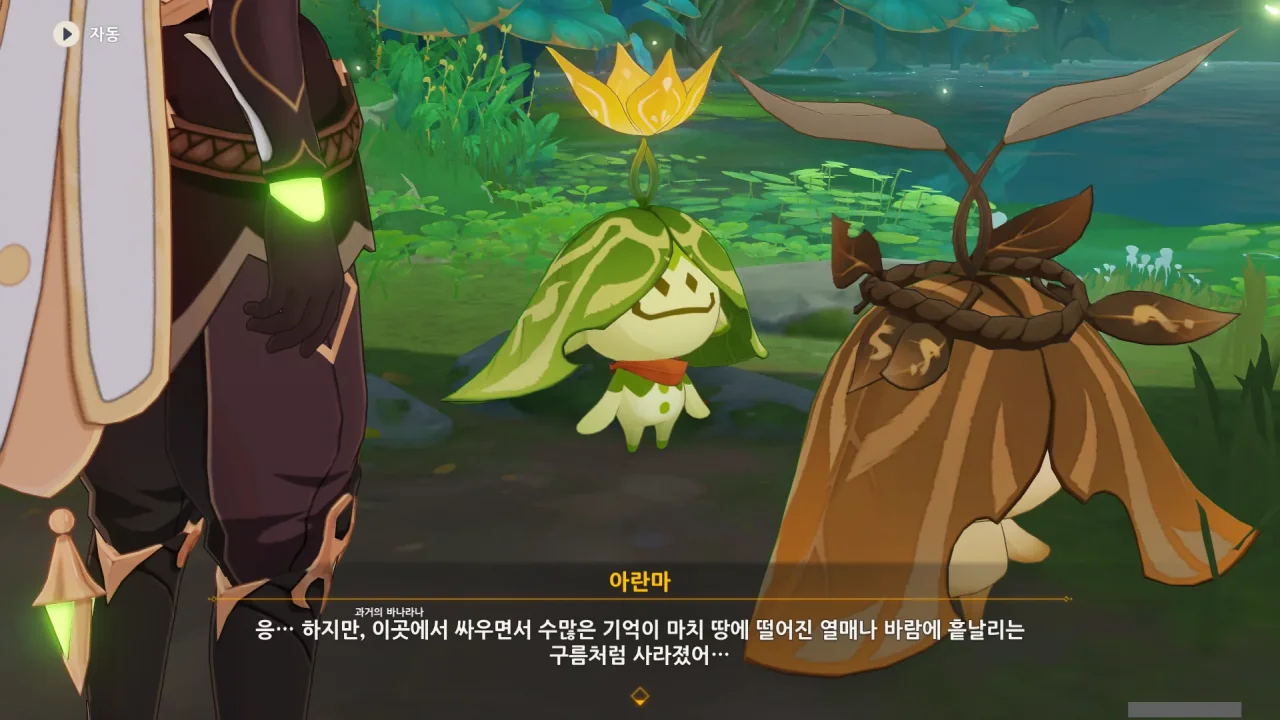 자동
아란마
과거의 바나라나
응… 하지만, 이곳에서 싸우면서 수많은 기억이 마치 땅에 떨어진 열매나 바람에 흩날리는
구름처럼 사라졌어…